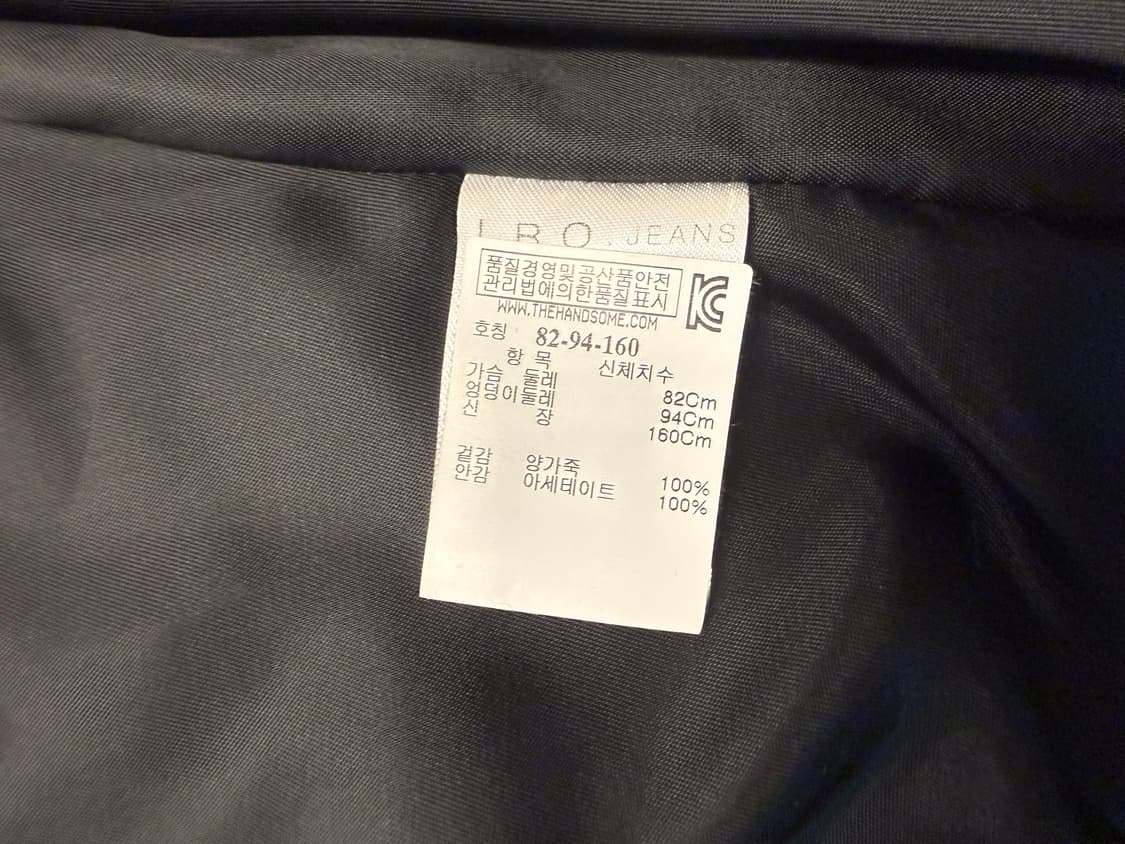 IRO.JEANS
품질경영및공산품안전
관리법에의한품질표시
WWW.THEHANDSOME.COM
호칭 82-94-160
항 목 신체치수
가슴 둘레 82Cm
엉덩이둘레 94Cm
신 장 160Cm
겉감 양가죽 100%
안감 아세테이트 100%